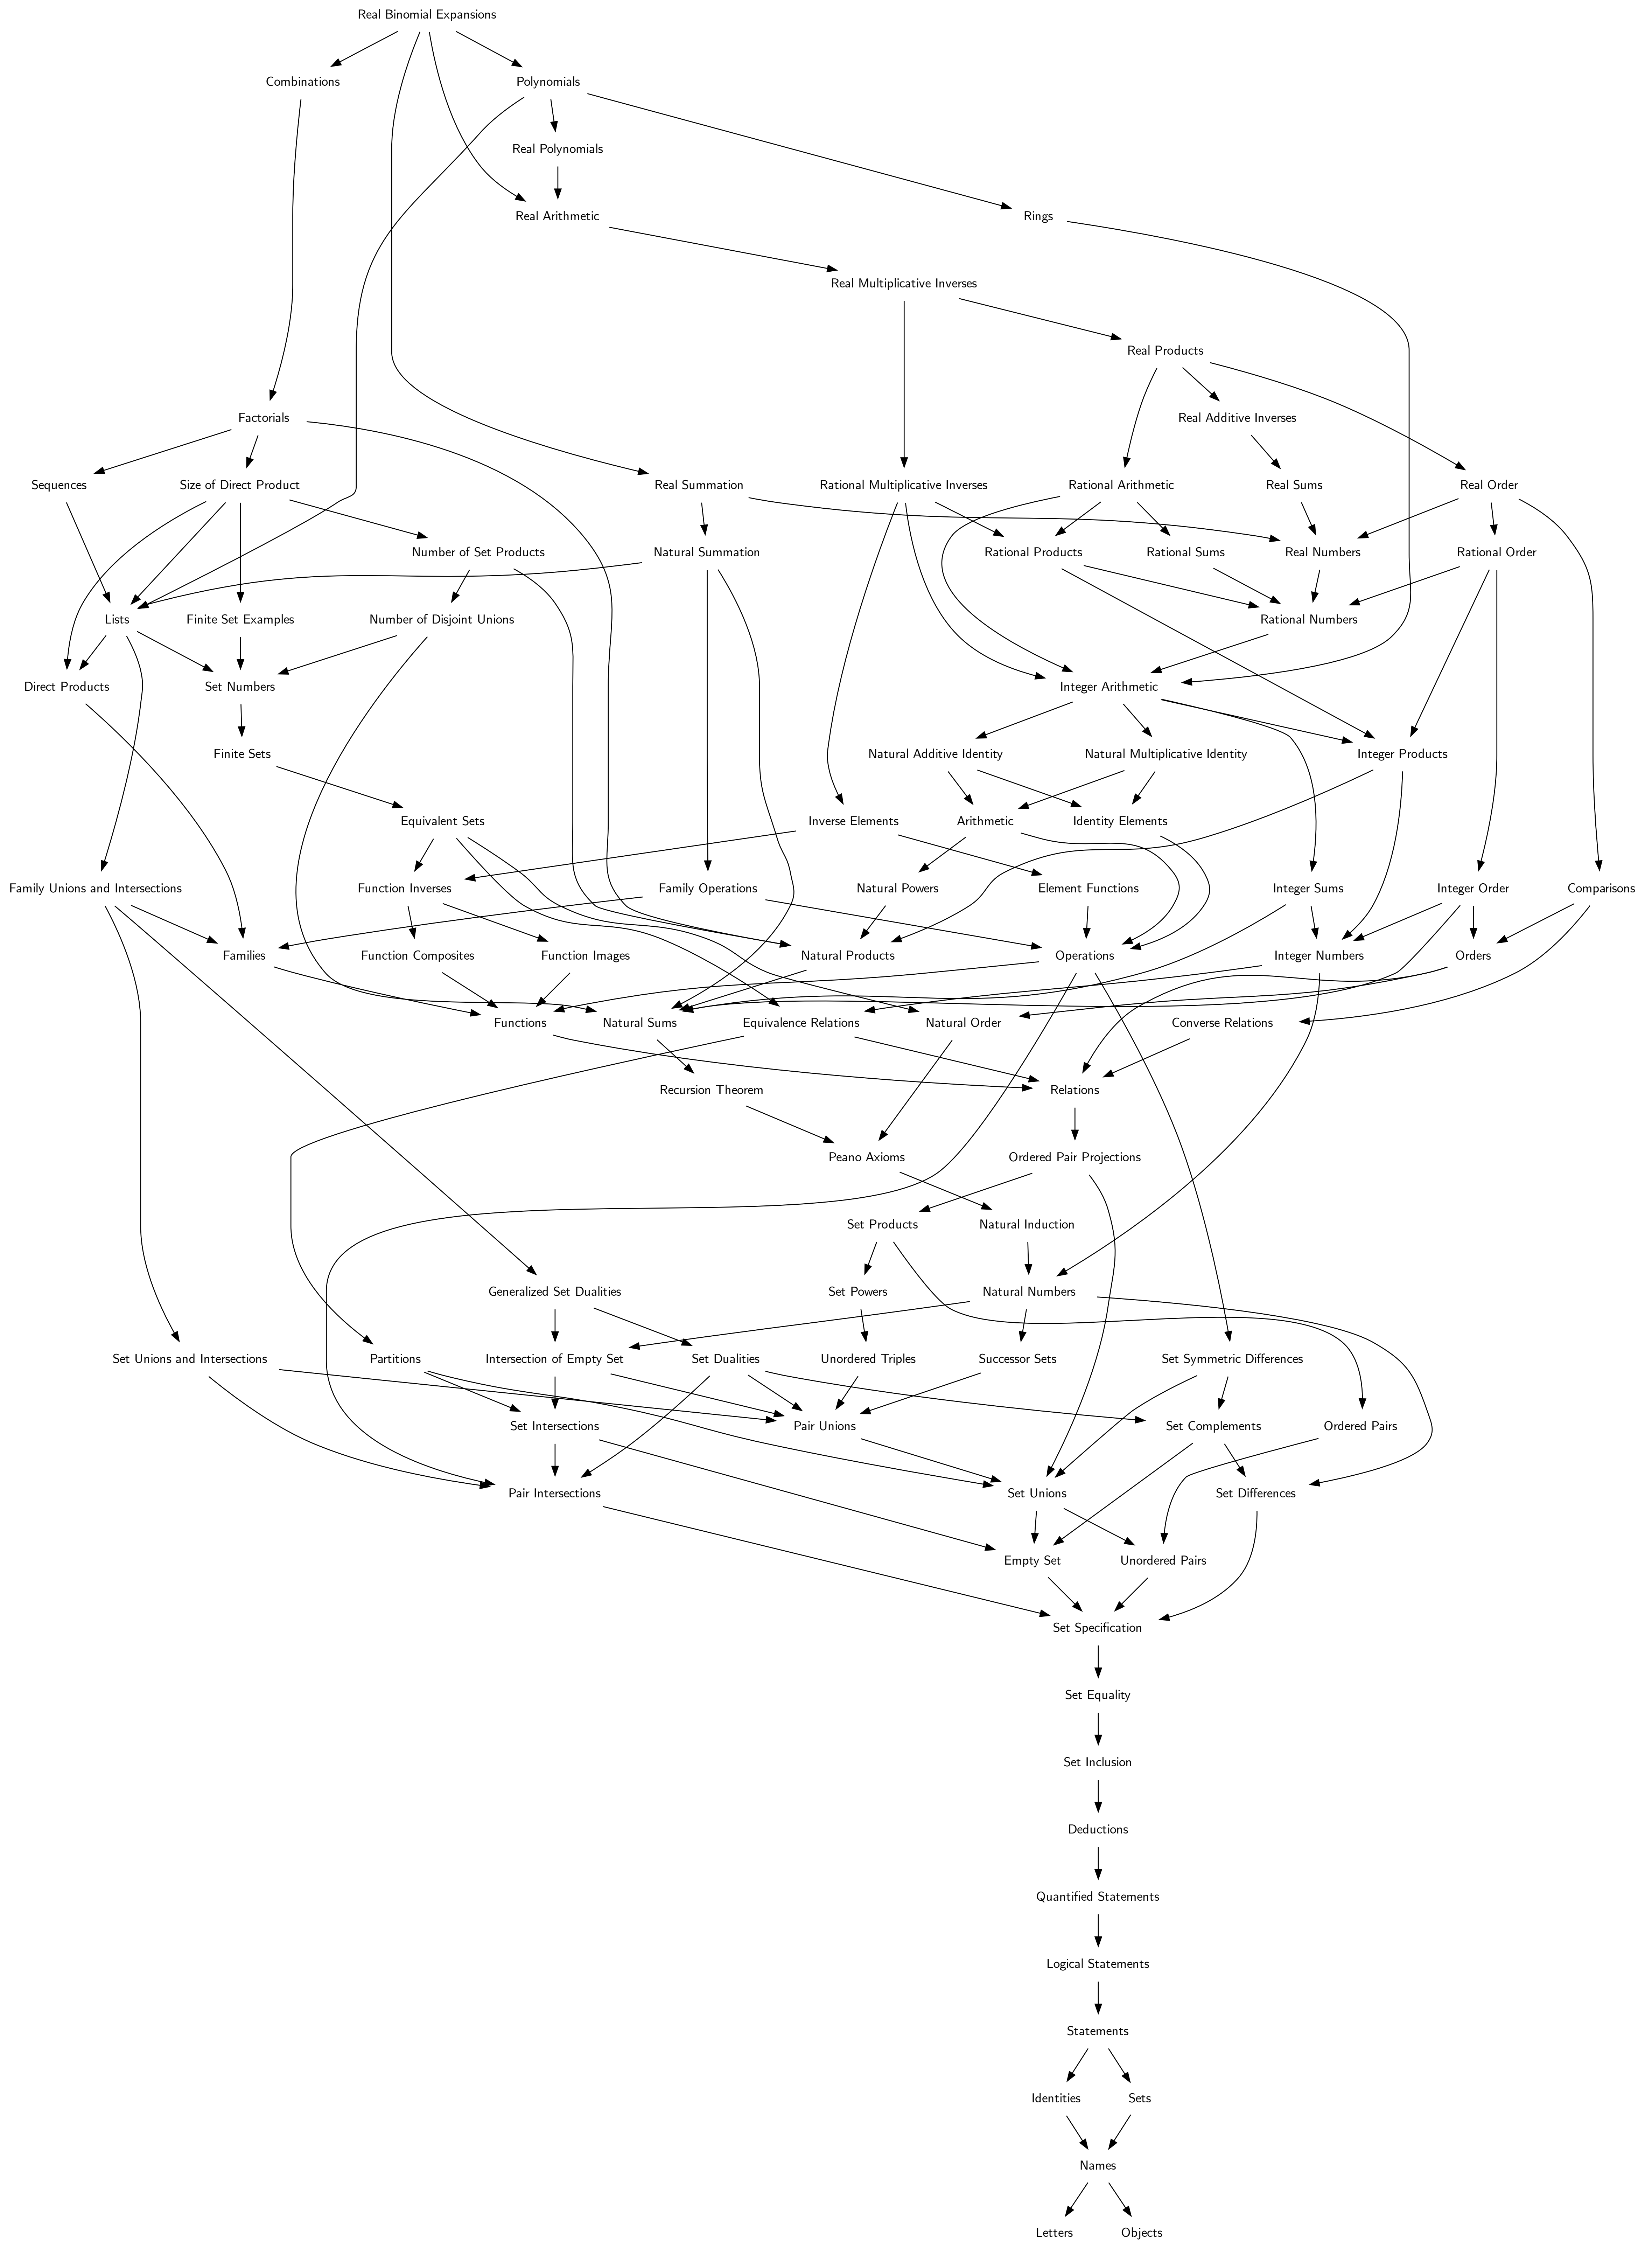 Real Binomial Expansions
Combinations
Polynomials
Real Polynomials
Real Arithmetic
Rings
Real Multiplicative Inverses
Real Products
Factorials
Real Additive Inverses
Sequences
Size of Direct Product
Real Summation
Rational Multiplicative Inverses
Rational Arithmetic
Real Sums
Real Order
Number of Set Products
Natural Summation
Rational Products
Rational Sums
Real Numbers
Rational Order
Lists
Finite Set Examples
Number of Disjoint Unions
Rational Numbers
Direct Products
Set Numbers
Integer Arithmetic
Finite Sets
Natural Additive Identity
Natural Multiplicative Identity
Integer Products
Equivalent Sets
Inverse Elements
Arithmetic
Identity Elements
Family Unions and Intersections
Function Inverses
Family Operations
Natural Powers
Element Functions
Integer Sums
Integer Order
Comparisons
Families
Function Composites
Function Images
Natural Products
Operations
Integer Numbers
Orders
Functions
Natural Sums
Equivalence Relations
Natural Order
Converse Relations
Recursion Theorem
Relations
Peano Axioms
Ordered Pair Projections
Set Products
Natural Induction
Generalized Set Dualities
Set Powers
Natural Numbers
Set Unions and Intersections
Partitions
Intersection of Empty Set
Set Dualities
Unordered Triples
Successor Sets
Set Symmetric Differences
Set Intersections
Pair Unions
Set Complements
Ordered Pairs
Pair Intersections
Set Unions
Set Differences
Empty Set
Unordered Pairs
Set Specification
Set Equality
Set Inclusion
Deductions
Quantified Statements
Logical Statements
Statements
Identities
Sets
Names
Letters
Objects